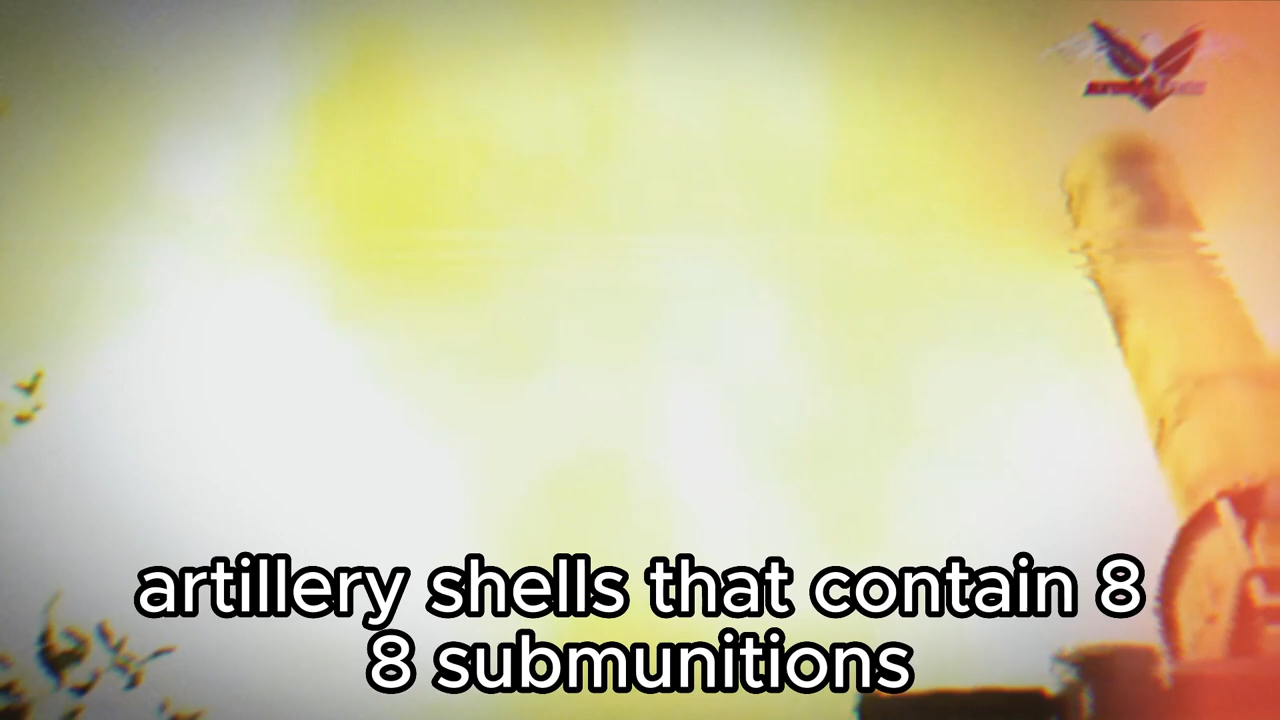 artillery shells that contain 8
8 submunitions